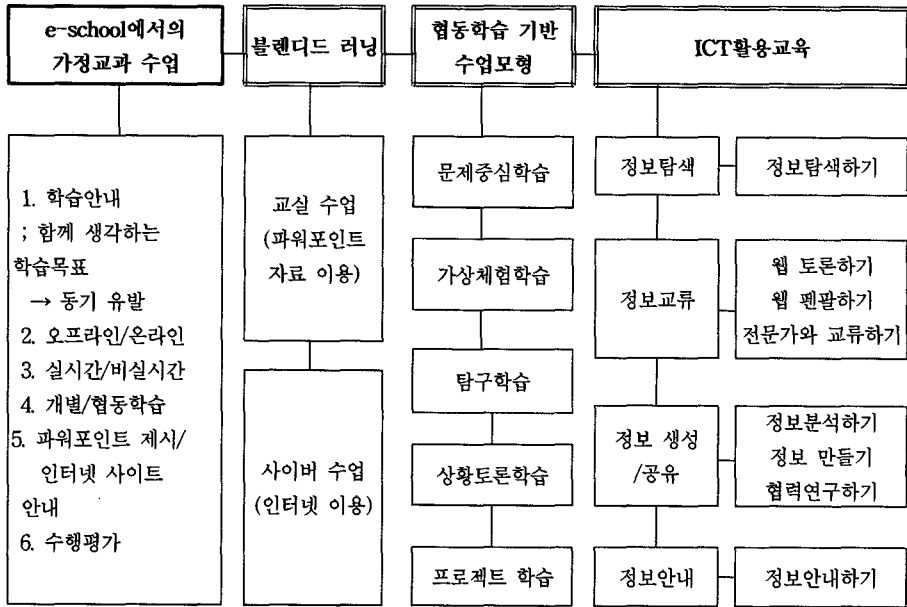 e-school에서의
가정교과 수업
블렌디드 러닝
협동학습 기반
수업모형
ICT활용교육
1. 학습안내
; 함께 생각하는
학습목표
→ 동기 유발
2. 오프라인/온라인
3. 실시간/비실시간
4. 개별/협동학습
5. 파워포인트 제시/
인터넷 사이트
안내
6. 수행평가
교실 수업
(파워포인트
자료 이용)
사이버 수업
(인터넷 이용)
문제중심학습
가상체험학습
탐구학습
상황토론학습
프로젝트 학습
정보탐색
정보탐색하기
정보교류
웹 토론하기
웹 펜팔하기
전문가와 교류하기
정보 생성
/공유
정보분석하기
정보 만들기
협력연구하기
정보안내
정보안내하기